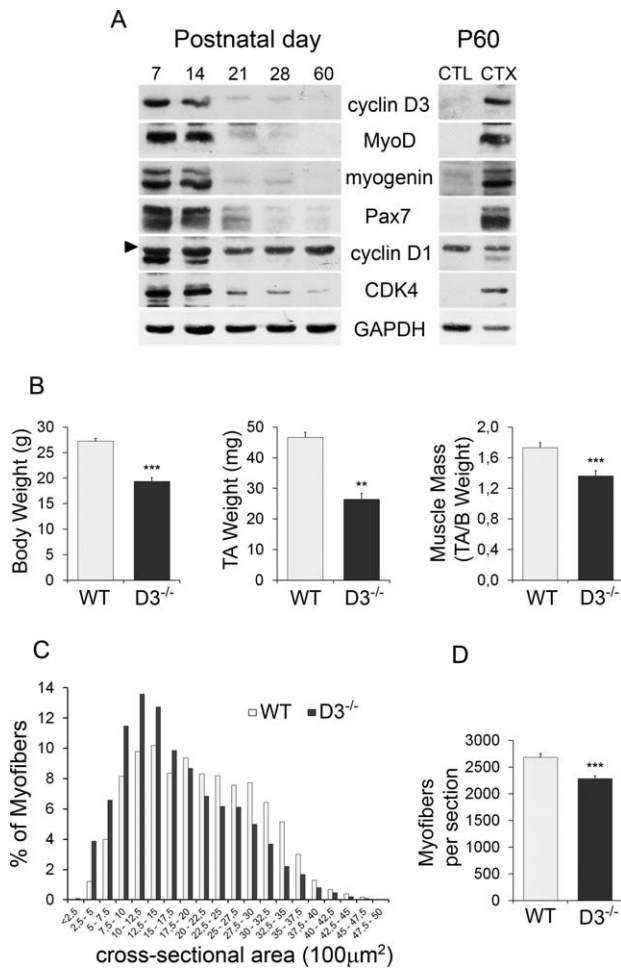 A
Postnatal day
P60
7 14 21 28 60
CTL CTX
cyclin D3
MyoD
myogenin
Pax7
cyclin D1
CDK4
GAPDH
B
Body Weight (g)
30
25
20
15
10
5
0
***
WT D3-/-
TA Weight (mg)
50
40
30
20
10
0
**
WT D3-/-
Muscle Mass
(TA/B Weight)
2,0
1,6
1,2
0,8
0,4
0,0
***
WT D3-/-
C
% of Myofibers
14
12
10
8
6
4
2
0
WT D3-/-
<2,5
2,5 - 5
5 - 7,5
7,5 - 10
10 - 12,5
12,5 - 15
15 - 17,5
17,5 - 20
20 - 22,5
22,5 - 25
25 - 27,5
27,5 - 30
30 - 32,5
32,5 - 35
35 - 37,5
37,5 - 40
40 - 42,5
42,5 - 45
45 - 47,5
47,5 - 50
cross-sectional area (100µm²)
D
Myofibers
per section
3000
2500
2000
1500
1000
500
0
***
WT D3-/-